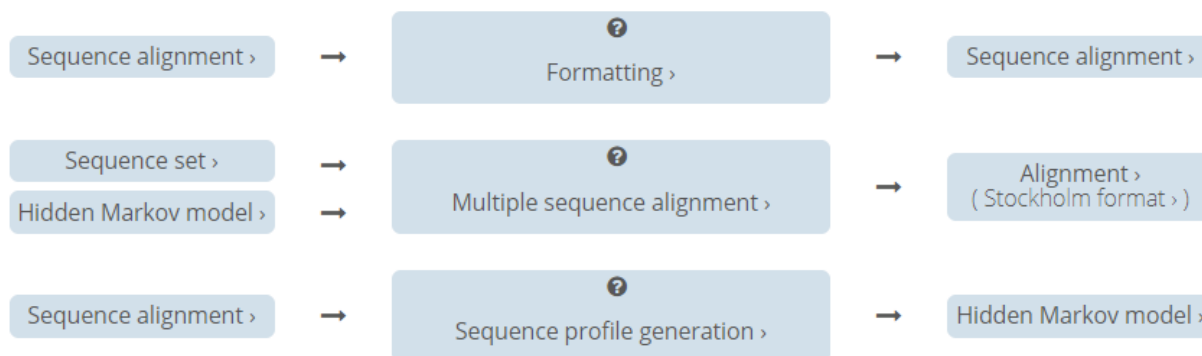 ?
Sequence alignment › → Formatting › → Sequence alignment ›
Sequence set › →
?
Hidden Markov model › → Multiple sequence alignment › → Alignment ›
( Stockholm format › )
?
Sequence alignment › → Sequence profile generation › → Hidden Markov model ›